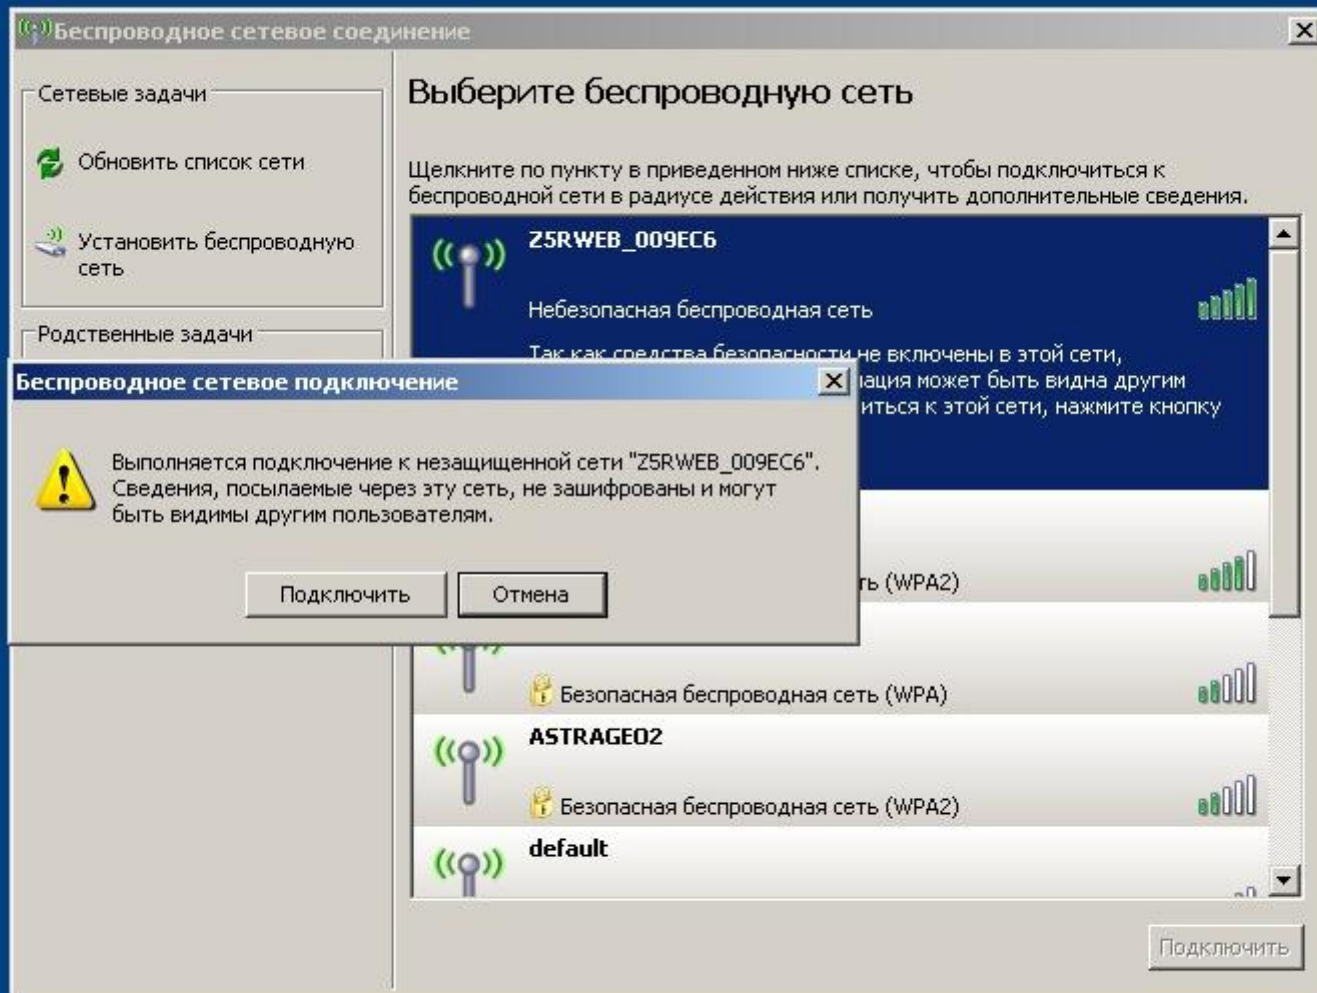 Беспроводное сетевое соединение
Сетевые задачи
Обновить список сети
Установить беспроводную
сеть
Родственные задачи
Выберите беспроводную сеть
Щелкните по пункту в приведенном ниже списке, чтобы подключиться к
беспроводной сети в радиусе действия или получить дополнительные сведения.
Z5RWEB_009EC6
Небезопасная беспроводная сеть
Так как средства безопасности не включены в этой сети,
может быть видна другим
к этой сети, нажмите кнопку
Беспроводное сетевое подключение
Выполняется подключение к незащищенной сети "Z5RWEB_009EC6".
Сведения, посылаемые через эту сеть, не зашифрованы и могут
быть видимы другим пользователям.
Подключить
Отмена
(WPA2)
Безопасная беспроводная сеть (WPA)
ASTRAGEO2
Безопасная беспроводная сеть (WPA2)
default
Подключить